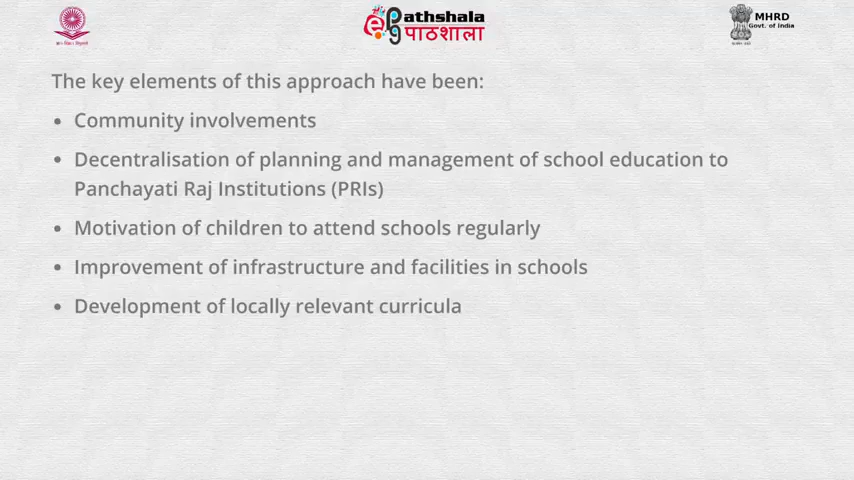 ePathshala
पाठशाला
MHRD
Govt. of India
The key elements of this approach have been:
• Community involvements
• Decentralisation of planning and management of school education to
Panchayati Raj Institutions (PRIs)
• Motivation of children to attend schools regularly
• Improvement of infrastructure and facilities in schools
• Development of locally relevant curricula